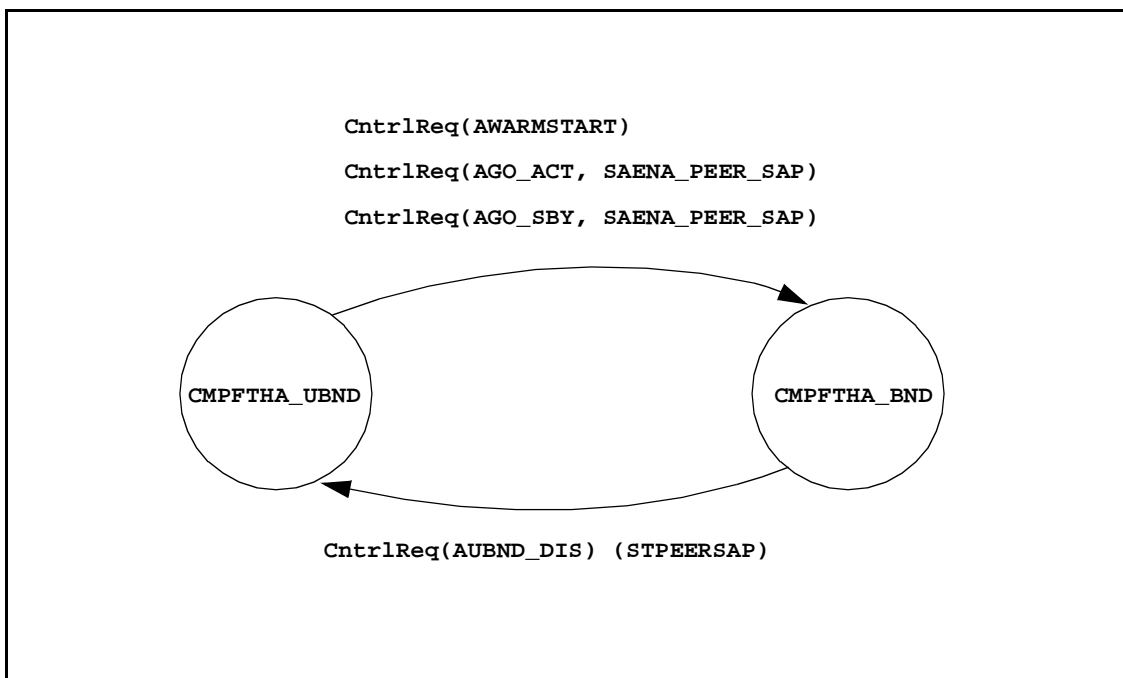 CntrlReq(AWARMSTART)
CntrlReq(AGO_ACT, SAENA_PEER_SAP)
CntrlReq(AGO_SBY, SAENA_PEER_SAP)
CMPFTHA_UBND
CMPFTHA_BND
CntrlReq(AUBND_DIS) (STPEERSAP)